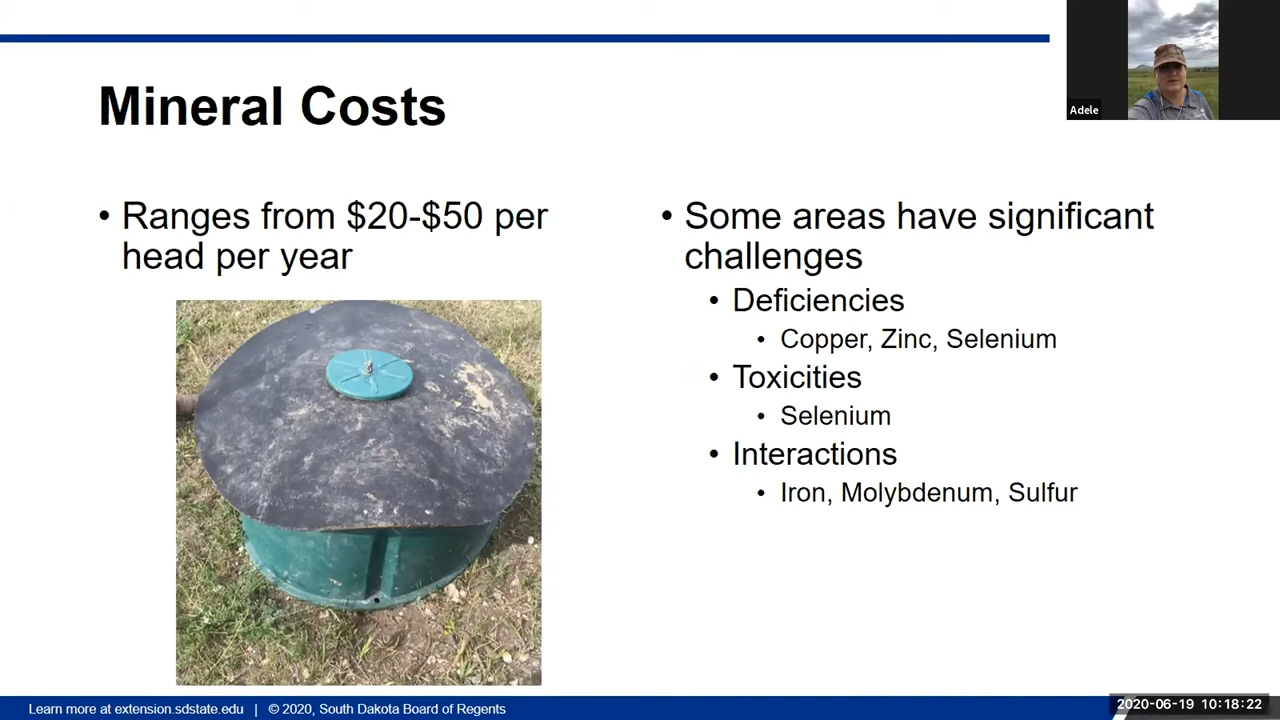 Adele
Mineral Costs
• Ranges from $20-$50 per
head per year
• Some areas have significant
challenges
• Deficiencies
• Copper, Zinc, Selenium
• Toxicities
• Selenium
• Interactions
• Iron, Molybdenum, Sulfur
Learn more at extension.sdstate.edu | © 2020, South Dakota Board of Regents
2020-06-19 10:18:22